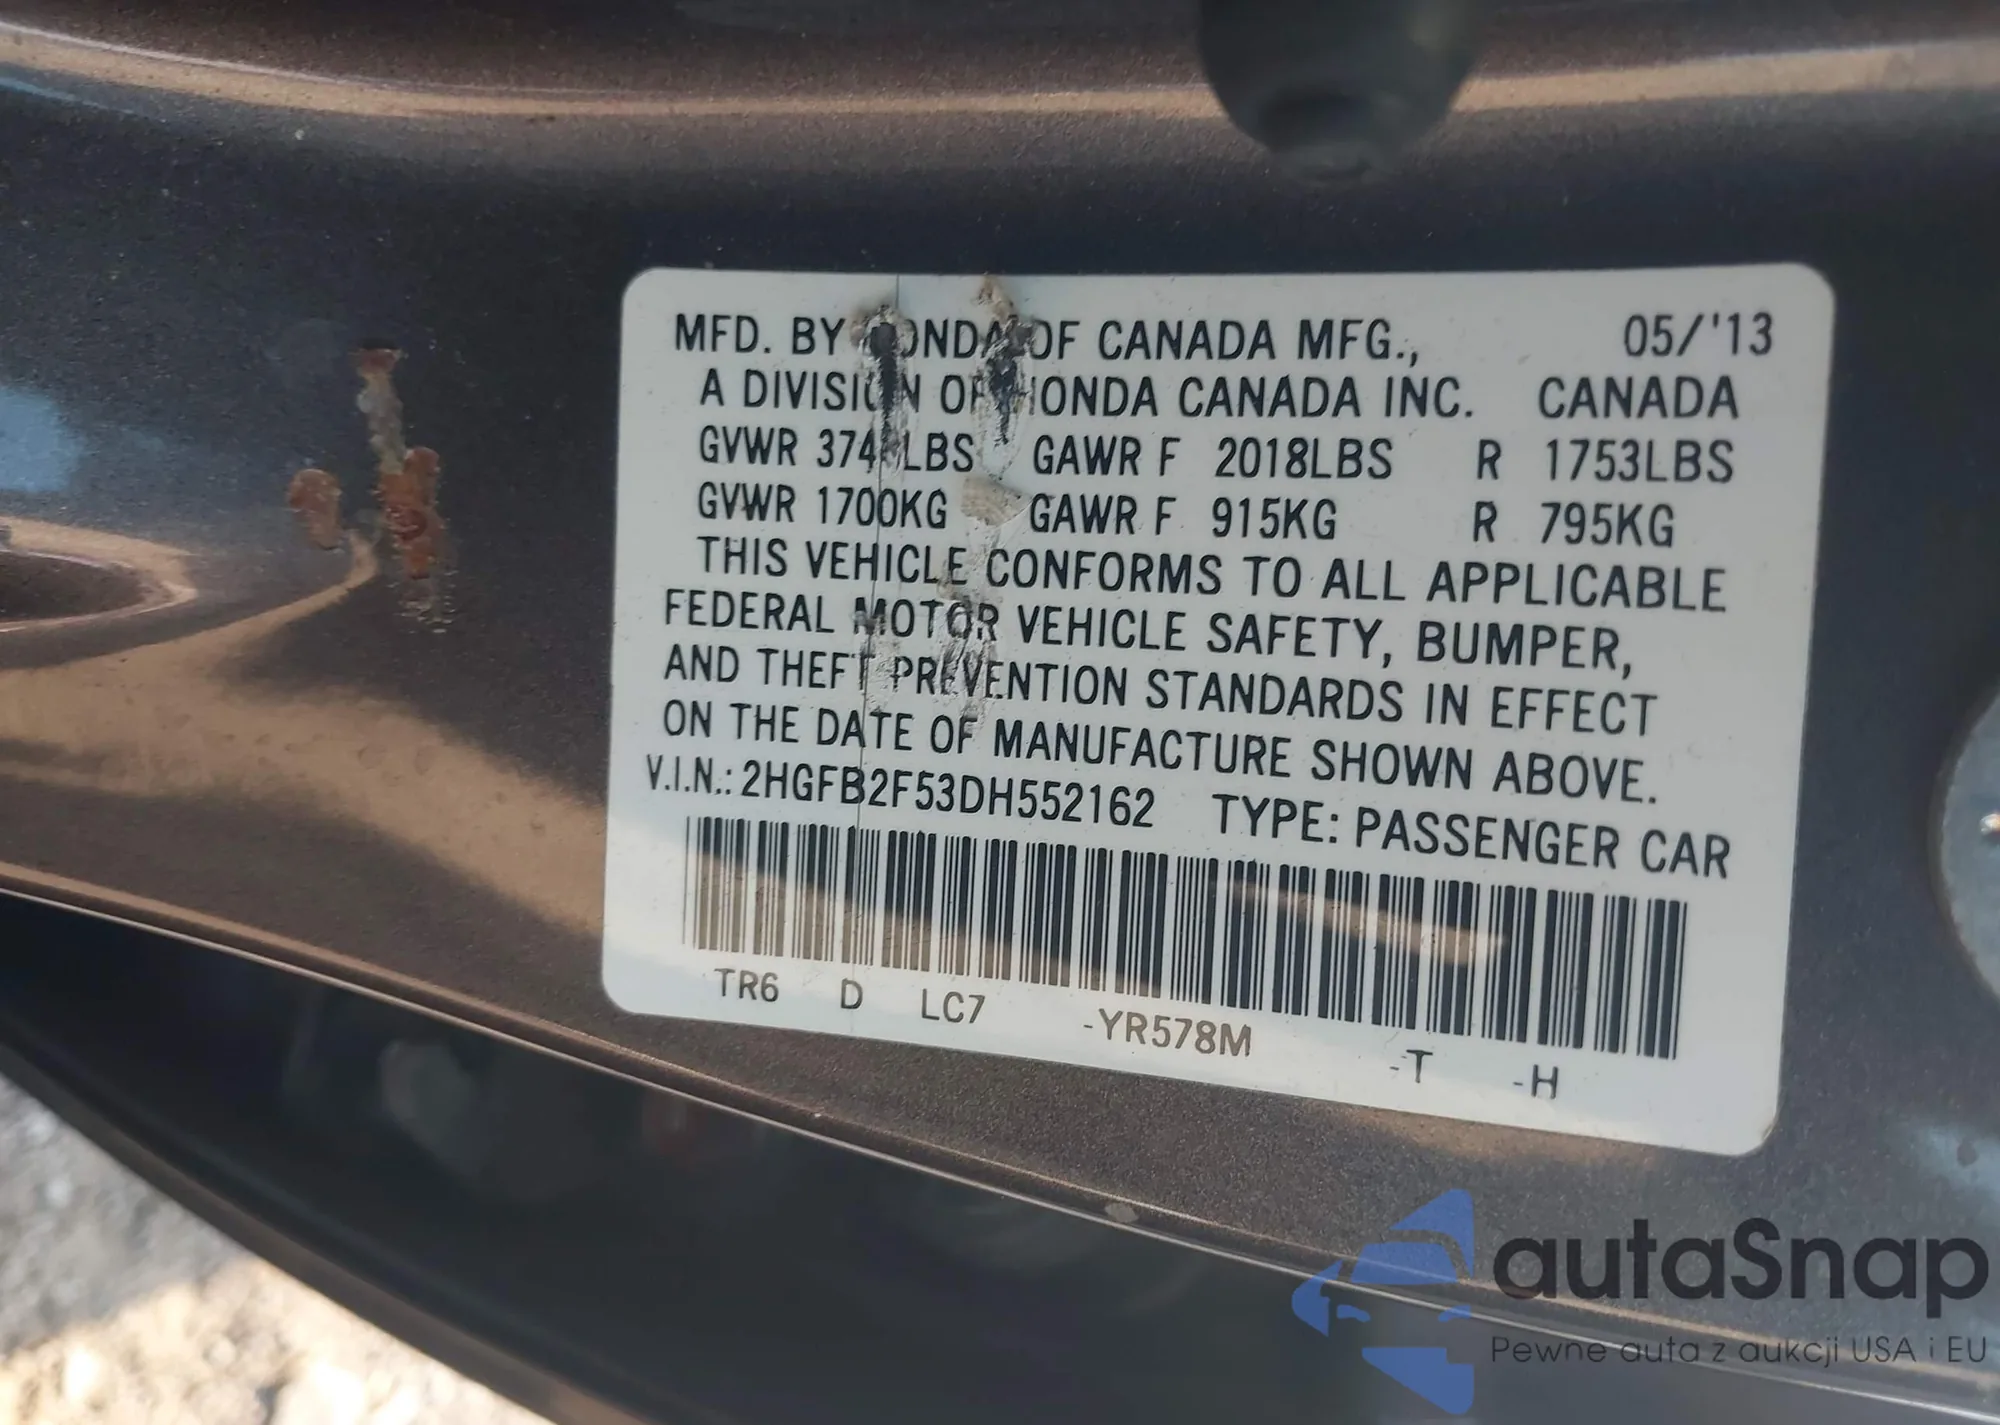 MFD. BY HONDA OF CANADA MFG., 05/'13
A DIVISION OF HONDA CANADA INC. CANADA
GVWR LBS GAWR F 2018LBS R 1753LBS
GVWR 1700KG GAWR F 915KG R 795KG
THIS VEHICLE CONFORMS TO ALL APPLICABLE
FEDERAL MOTOR VEHICLE SAFETY, BUMPER,
AND THEFT PREVENTION STANDARDS IN EFFECT
ON THE DATE OF MANUFACTURE SHOWN ABOVE.
V.I.N.: 2HGFB2F53DH552162 TYPE: PASSENGER CAR
TR6 D LC7 -YR578M -T -H
autaSnap
Pewne auta z aukcji USA i EU